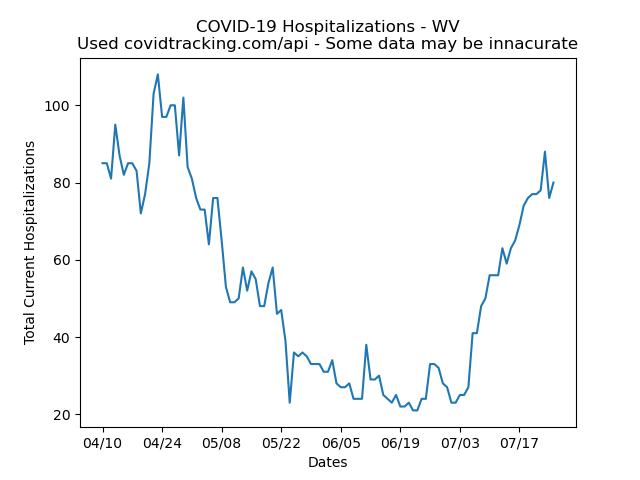 COVID-19 Hospitalizations - WV
Used covidtracking.com/api - Some data may be innacurate
Total Current Hospitalizations
100
80
60
40
20
04/10 04/24 05/08 05/22 06/05 06/19 07/03 07/17
Dates